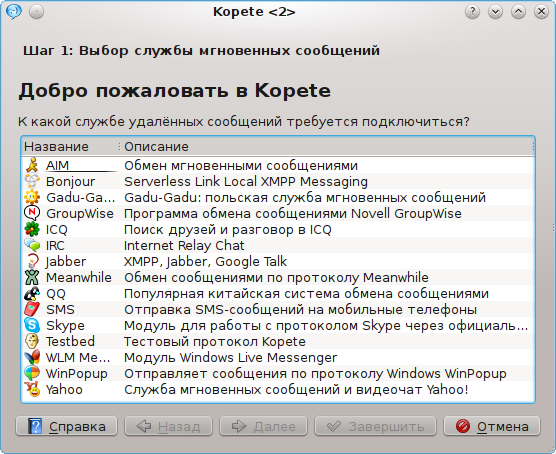 Kopete <2>
Шаг 1: Выбор службы мгновенных сообщений
Добро пожаловать в Kopete
К какой службе удалённых сообщений требуется подключиться?
Название Описание
AIM Обмен мгновенными сообщениями
Bonjour Serverless Link Local XMPP Messaging
Gadu-Ga... Gadu-Gadu: польская служба мгновенных сообщений
GroupWise Программа обмена сообщениями Novell GroupWise
ICQ Поиск друзей и разговор в ICQ
IRC Internet Relay Chat
Jabber XMPP, Jabber, Google Talk
Meanwhile Обмен сообщениями по протоколу Meanwhile
QQ Популярная китайская система обмена сообщениями
SMS Отправка SMS-сообщений на мобильные телефоны
Skype Модуль для работы с протоколом Skype через официаль...
Testbed Тестовый протокол Kopete
WLM Me... Модуль Windows Live Messenger
WinPopup Отправляет сообщения по протоколу Windows WinPopup
Yahoo Служба мгновенных сообщений и видеочат Yahoo!
Справка Назад Далее Завершить Отмена